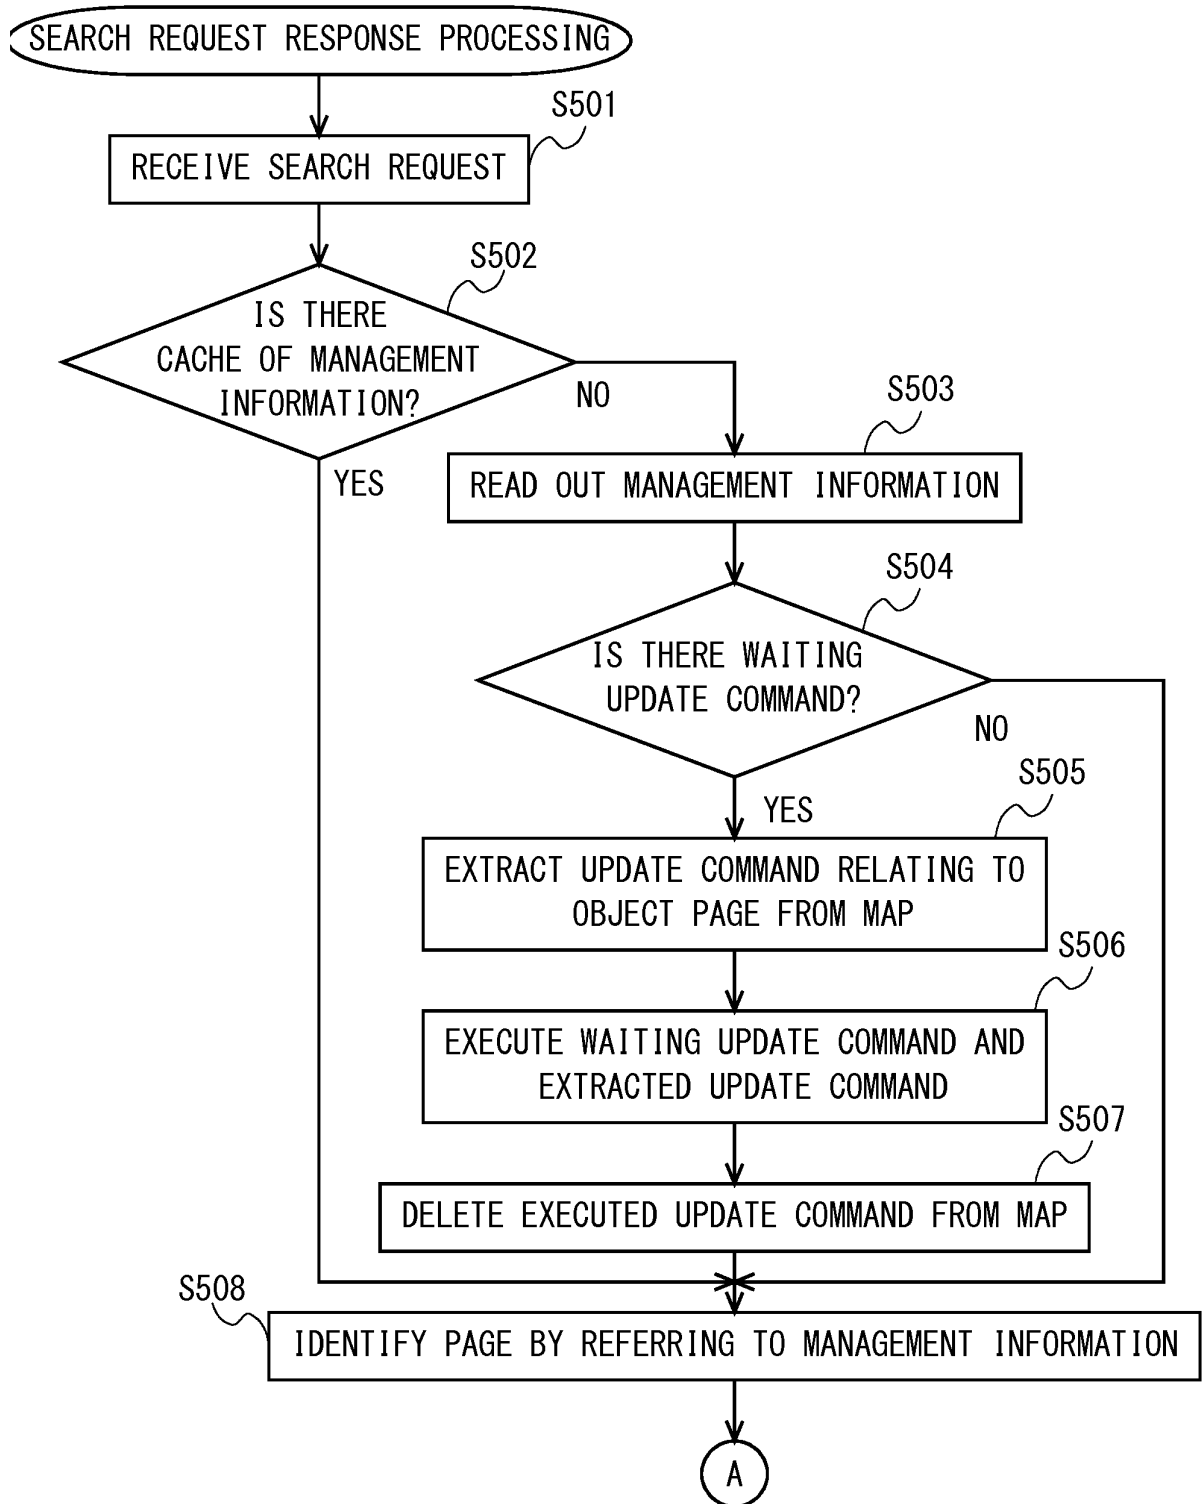 SEARCH REQUEST RESPONSE PROCESSING
S501
RECEIVE SEARCH REQUEST
S502
IS THERE
CACHE OF MANAGEMENT
INFORMATION?
NO
YES
S503
READ OUT MANAGEMENT INFORMATION
S504
IS THERE WAITING
UPDATE COMMAND?
NO
YES
S505
EXTRACT UPDATE COMMAND RELATING TO
OBJECT PAGE FROM MAP
S506
EXECUTE WAITING UPDATE COMMAND AND
EXTRACTED UPDATE COMMAND
S507
DELETE EXECUTED UPDATE COMMAND FROM MAP
S508
IDENTIFY PAGE BY REFERRING TO MANAGEMENT INFORMATION
A